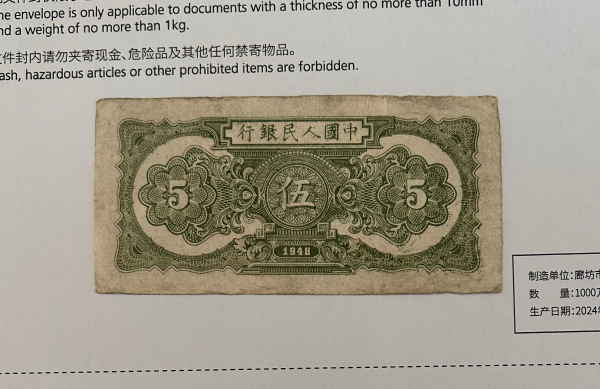 he envelope is only applicable to documents with a thickness of no more than 10mm
nd a weight of no more than 1kg.
文件封内请勿夹寄现金、危险品及其他任何禁寄物品。
ash, hazardous articles or other prohibited items are forbidden.
行銀民人國中
5 伍 5
1948
制造单位:廊坊市
数 量:1000万
生产日期:2024年